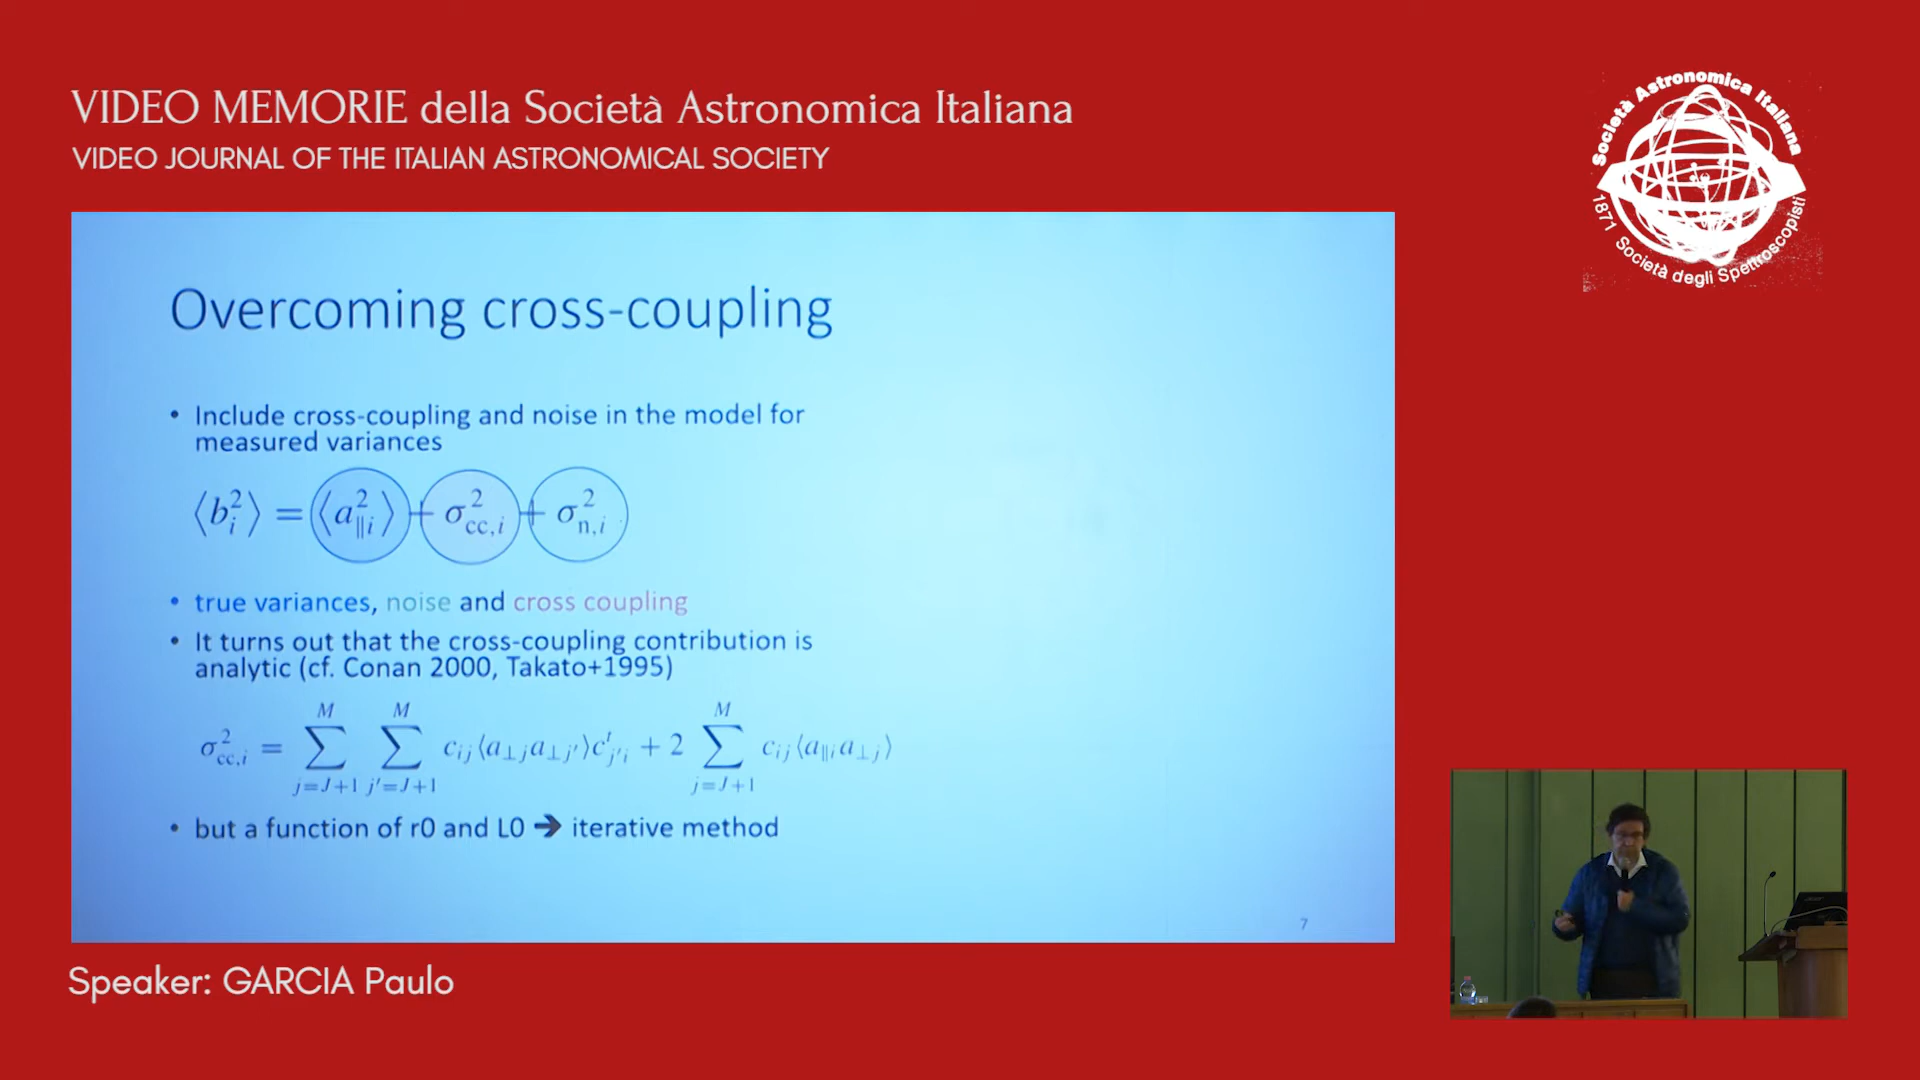 VIDEO MEMORIE della Società Astronomica Italiana
VIDEO JOURNAL OF THE ITALIAN ASTRONOMICAL SOCIETY
Società Astronomica Italiana
1871 Società degli Spettroscopisti
Overcoming cross-coupling
• Include cross-coupling and noise in the model for
measured variances
⟨b_i^2⟩ = ⟨a_{∥i}^2⟩ + σ_{cc,i}^2 + σ_{n,i}^2
• true variances, noise and cross coupling
• It turns out that the cross-coupling contribution is
analytic (cf. Conan 2000, Takato+1995)
σ_{cc,i}^2 = ∑_{j=J+1}^{M} ∑_{j'=J+1}^{M} c_{ij}⟨a_{⊥j}a_{⊥j'}⟩c'_{j'i} + 2 ∑_{j=J+1}^{M} c_{ij}⟨a_{∥i}a_{⊥j}⟩
• but a function of r0 and L0 ➔ iterative method
7
Speaker: GARCIA Paulo